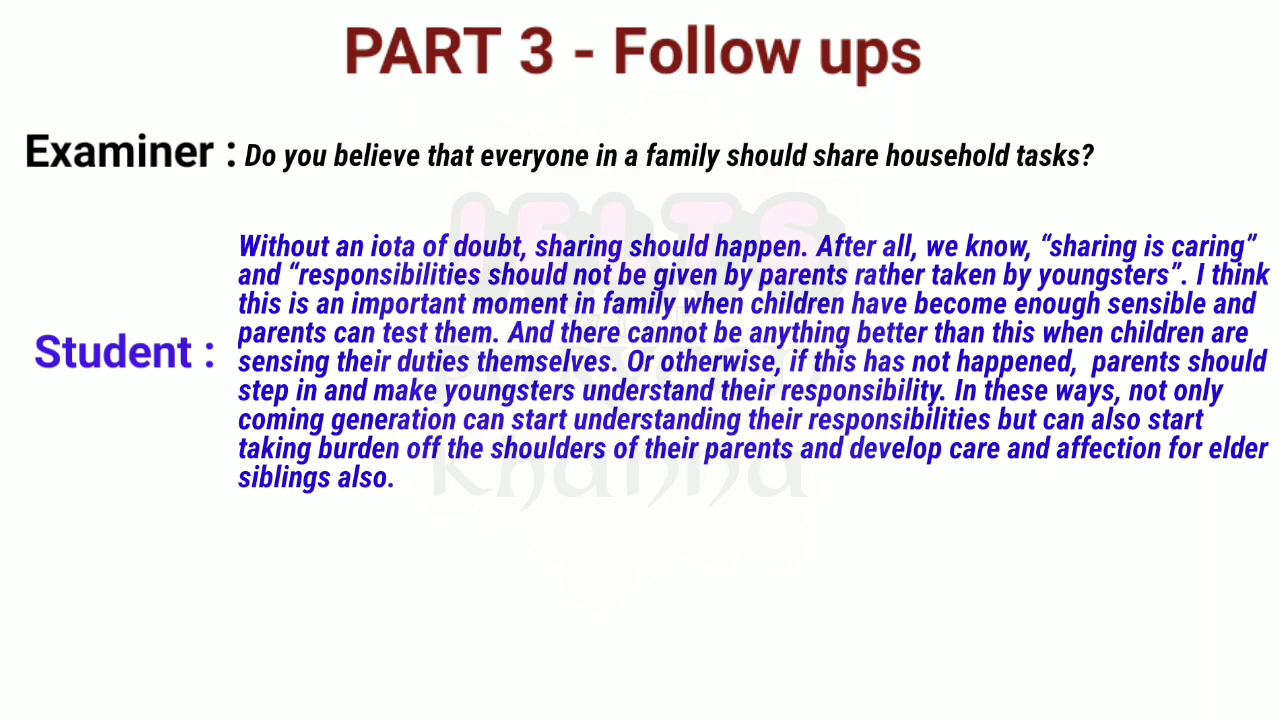 PART 3 - Follow ups
Examiner : Do you believe that everyone in a family should share household tasks?
Without an iota of doubt, sharing should happen. After all, we know, “sharing is caring”
and “responsibilities should not be given by parents rather taken by youngsters”. I think
this is an important moment in family when children have become enough sensible and
parents can test them. And there cannot be anything better than this when children are
Student : sensing their duties themselves. Or otherwise, if this has not happened,  parents should
step in and make youngsters understand their responsibility. In these ways, not only
coming generation can start understanding their responsibilities but can also start
taking burden off the shoulders of their parents and develop care and affection for elder
siblings also.
IELTS
khanna